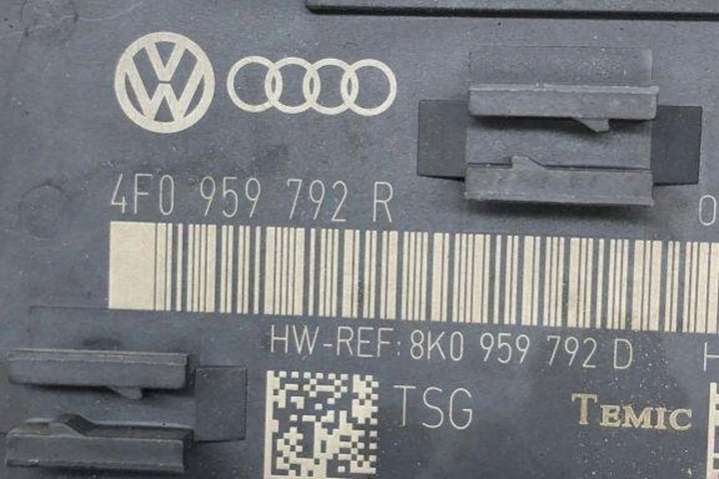 4F0 959 792 R
HW-REF: 8K0 959 792 D
TSG TEMIC